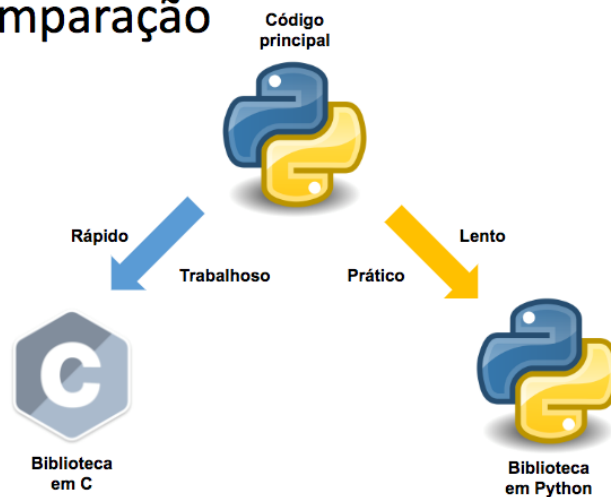 mparação
Código
principal
Rápido
Lento
Trabalhoso
Prático
C
Biblioteca
em C
Biblioteca
em Python